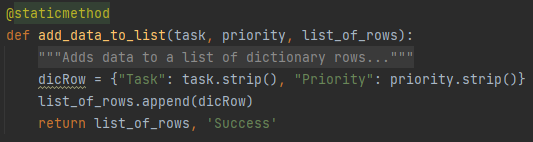 @staticmethod
def add_data_to_list(task, priority, list_of_rows):
    """Adds data to a list of dictionary rows..."""
    dicRow = {"Task": task.strip(), "Priority": priority.strip()}
    list_of_rows.append(dicRow)
    return list_of_rows, 'Success'